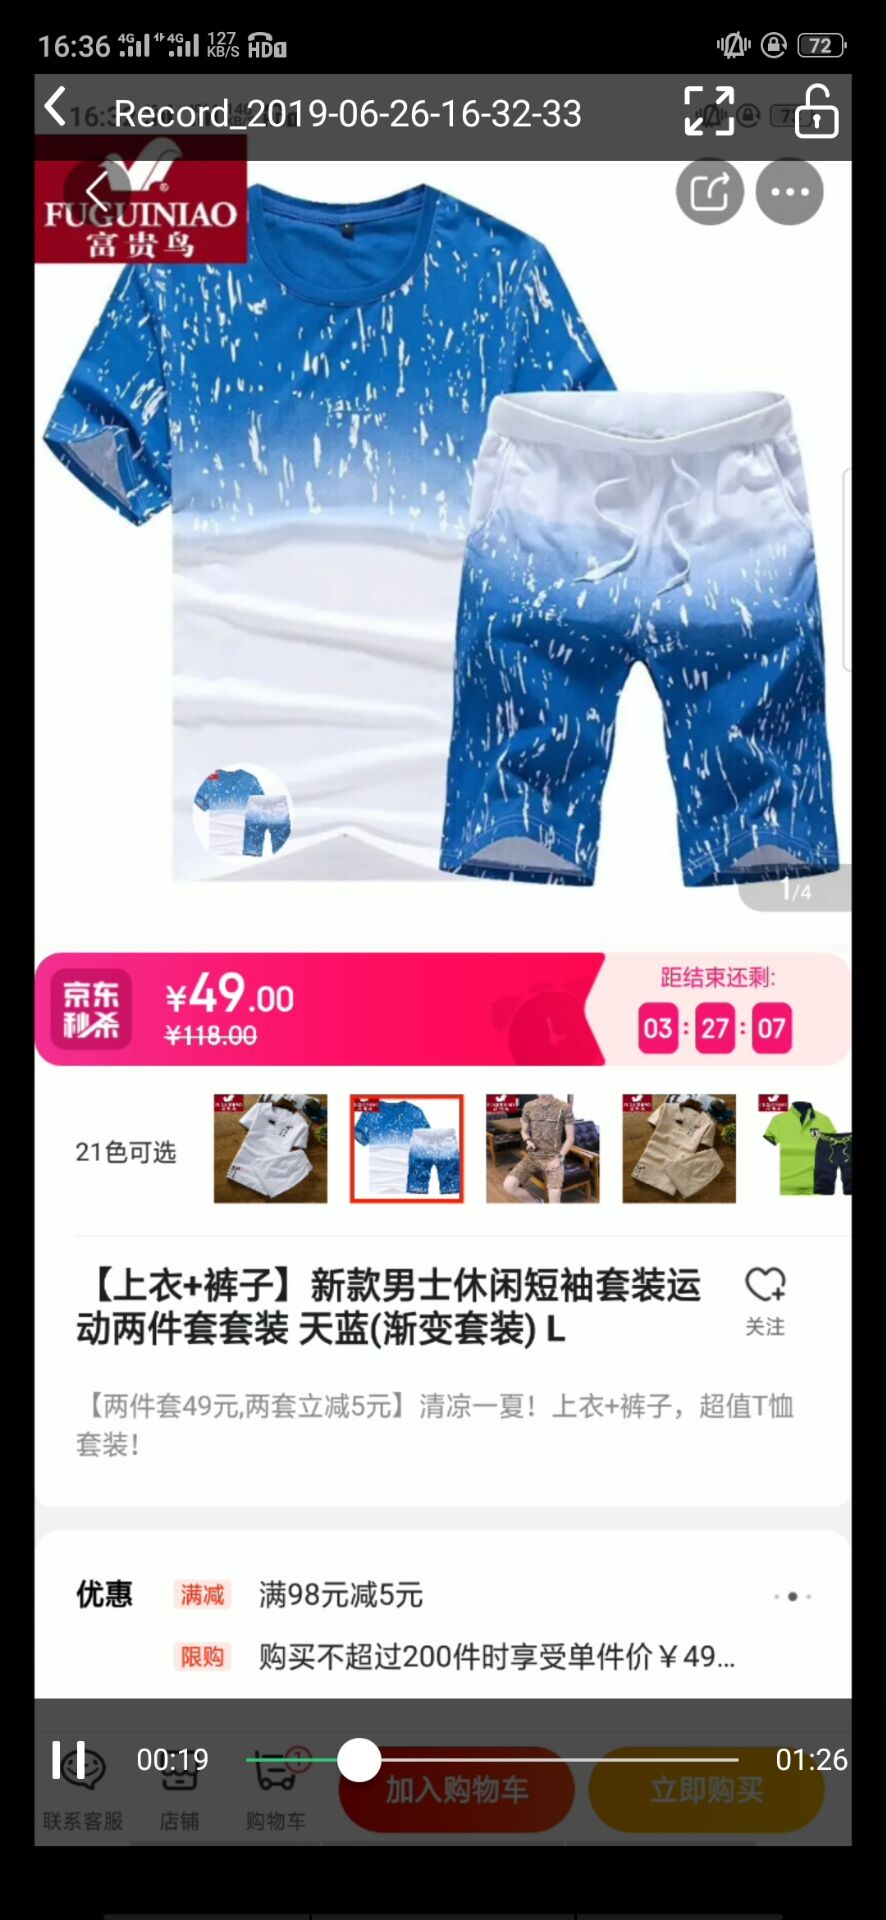 16:36 4G 4G 127 KB/S HD1 72
Record_2019-06-26-16-32-33
FUGUINIAO
富贵鸟
1/4
京东
秒杀
¥49.00
¥118.00
距结束还剩:
03:27:07
21色可选
【上衣+裤子】新款男士休闲短袖套装运
动两件套套装 天蓝(渐变套装) L
关注
【两件套49元,两套立减5元】清凉一夏！上衣+裤子，超值T恤
套装！
优惠
满减
满98元减5元
限购
购买不超过200件时享受单件价￥49...
00:19
01:26
1
加入购物车
立即购买
联系客服
店铺
购物车